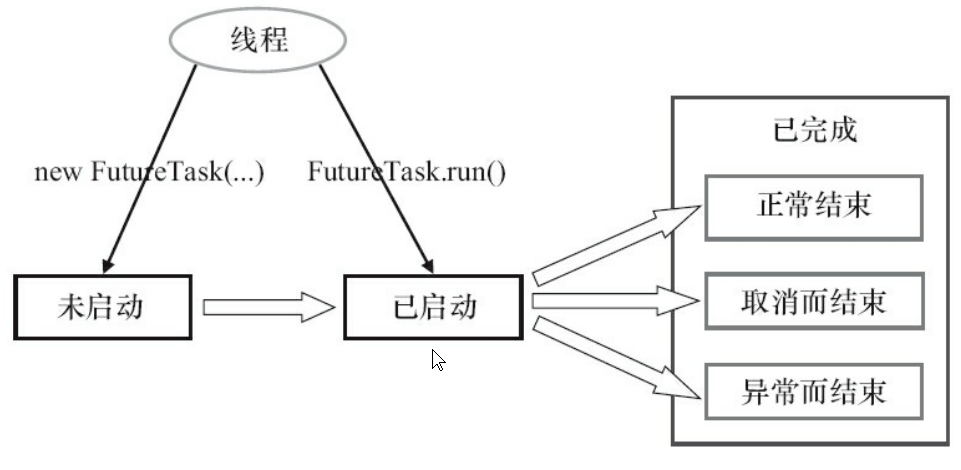 线程
new FutureTask(...)
FutureTask.run()
未启动
已启动
已完成
正常结束
取消而结束
异常而结束